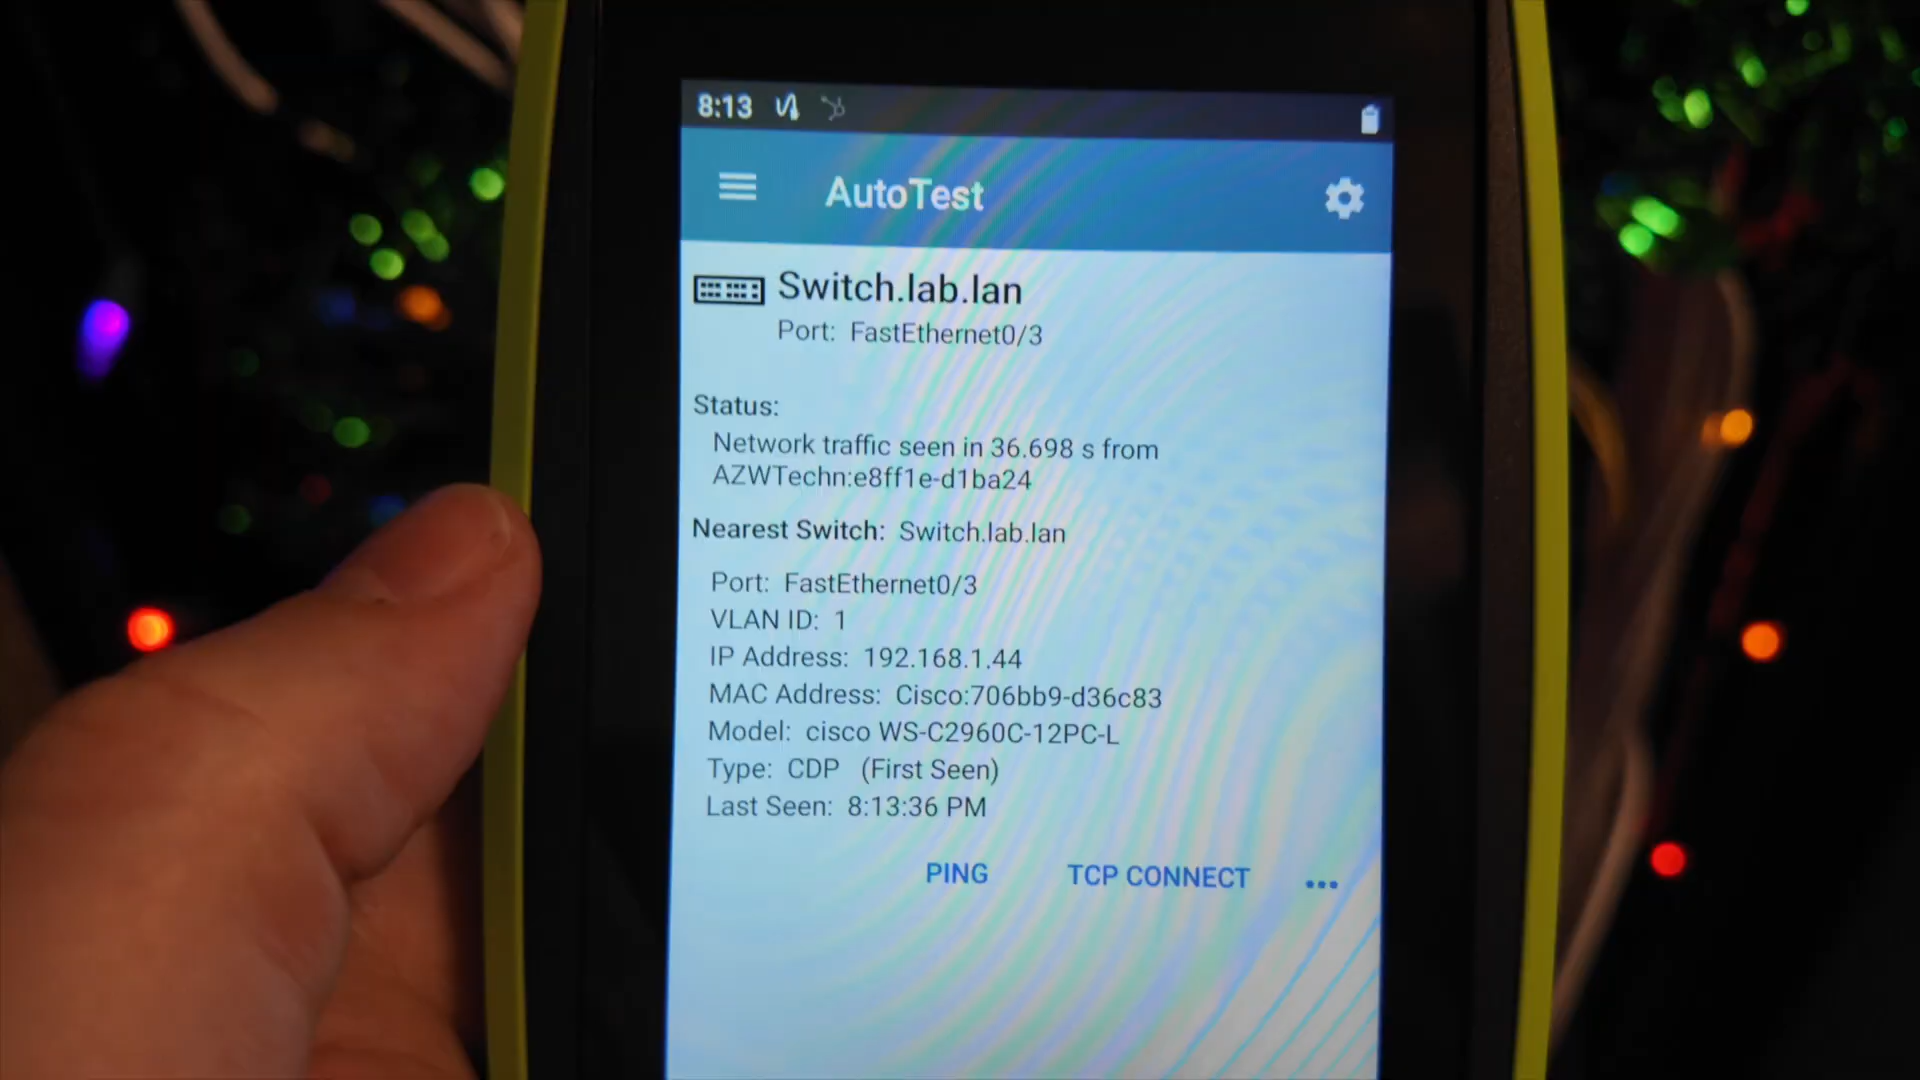 8:13
AutoTest
Switch.lab.lan
Port: FastEthernet0/3
Status:
Network traffic seen in 36.698 s from
AZWTechn:e8ff1e-d1ba24
Nearest Switch: Switch.lab.lan
Port: FastEthernet0/3
VLAN ID: 1
IP Address: 192.168.1.44
MAC Address: Cisco:706bb9-d36c83
Model: cisco WS-C2960C-12PC-L
Type: CDP (First Seen)
Last Seen: 8:13:36 PM
PING TCP CONNECT ...